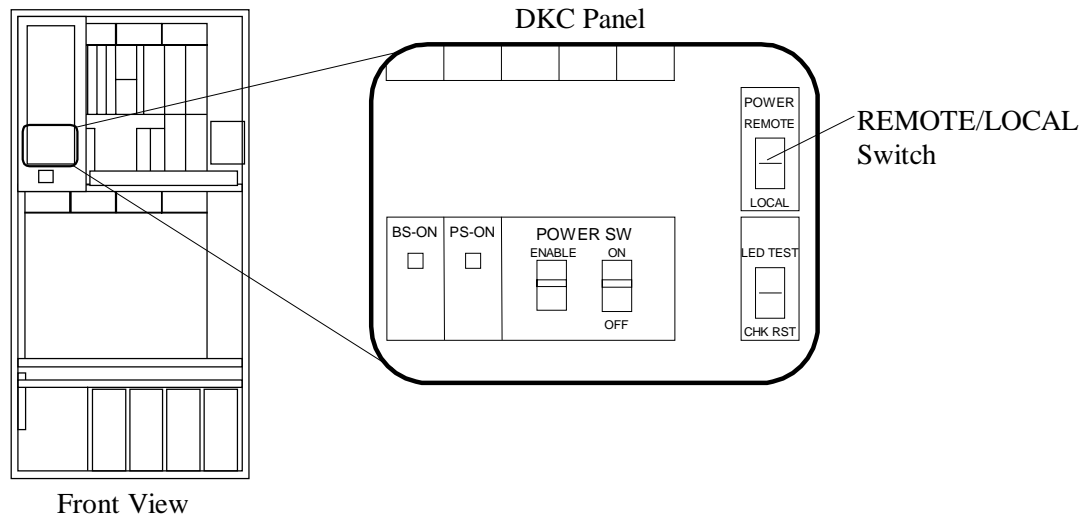 DKC Panel
POWER
REMOTE
LOCAL
REMOTE/LOCAL
Switch
BS-ON
PS-ON
POWER SW
ENABLE
ON
OFF
LED TEST
CHK RST
Front View